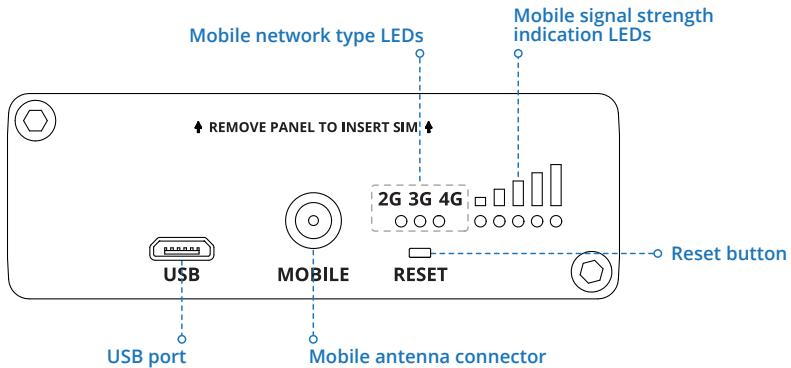 Mobile signal strength
indication LEDs
Mobile network type LEDs
REMOVE PANEL TO INSERT SIM
2G 3G 4G
USB
MOBILE
RESET
Reset button
USB port
Mobile antenna connector